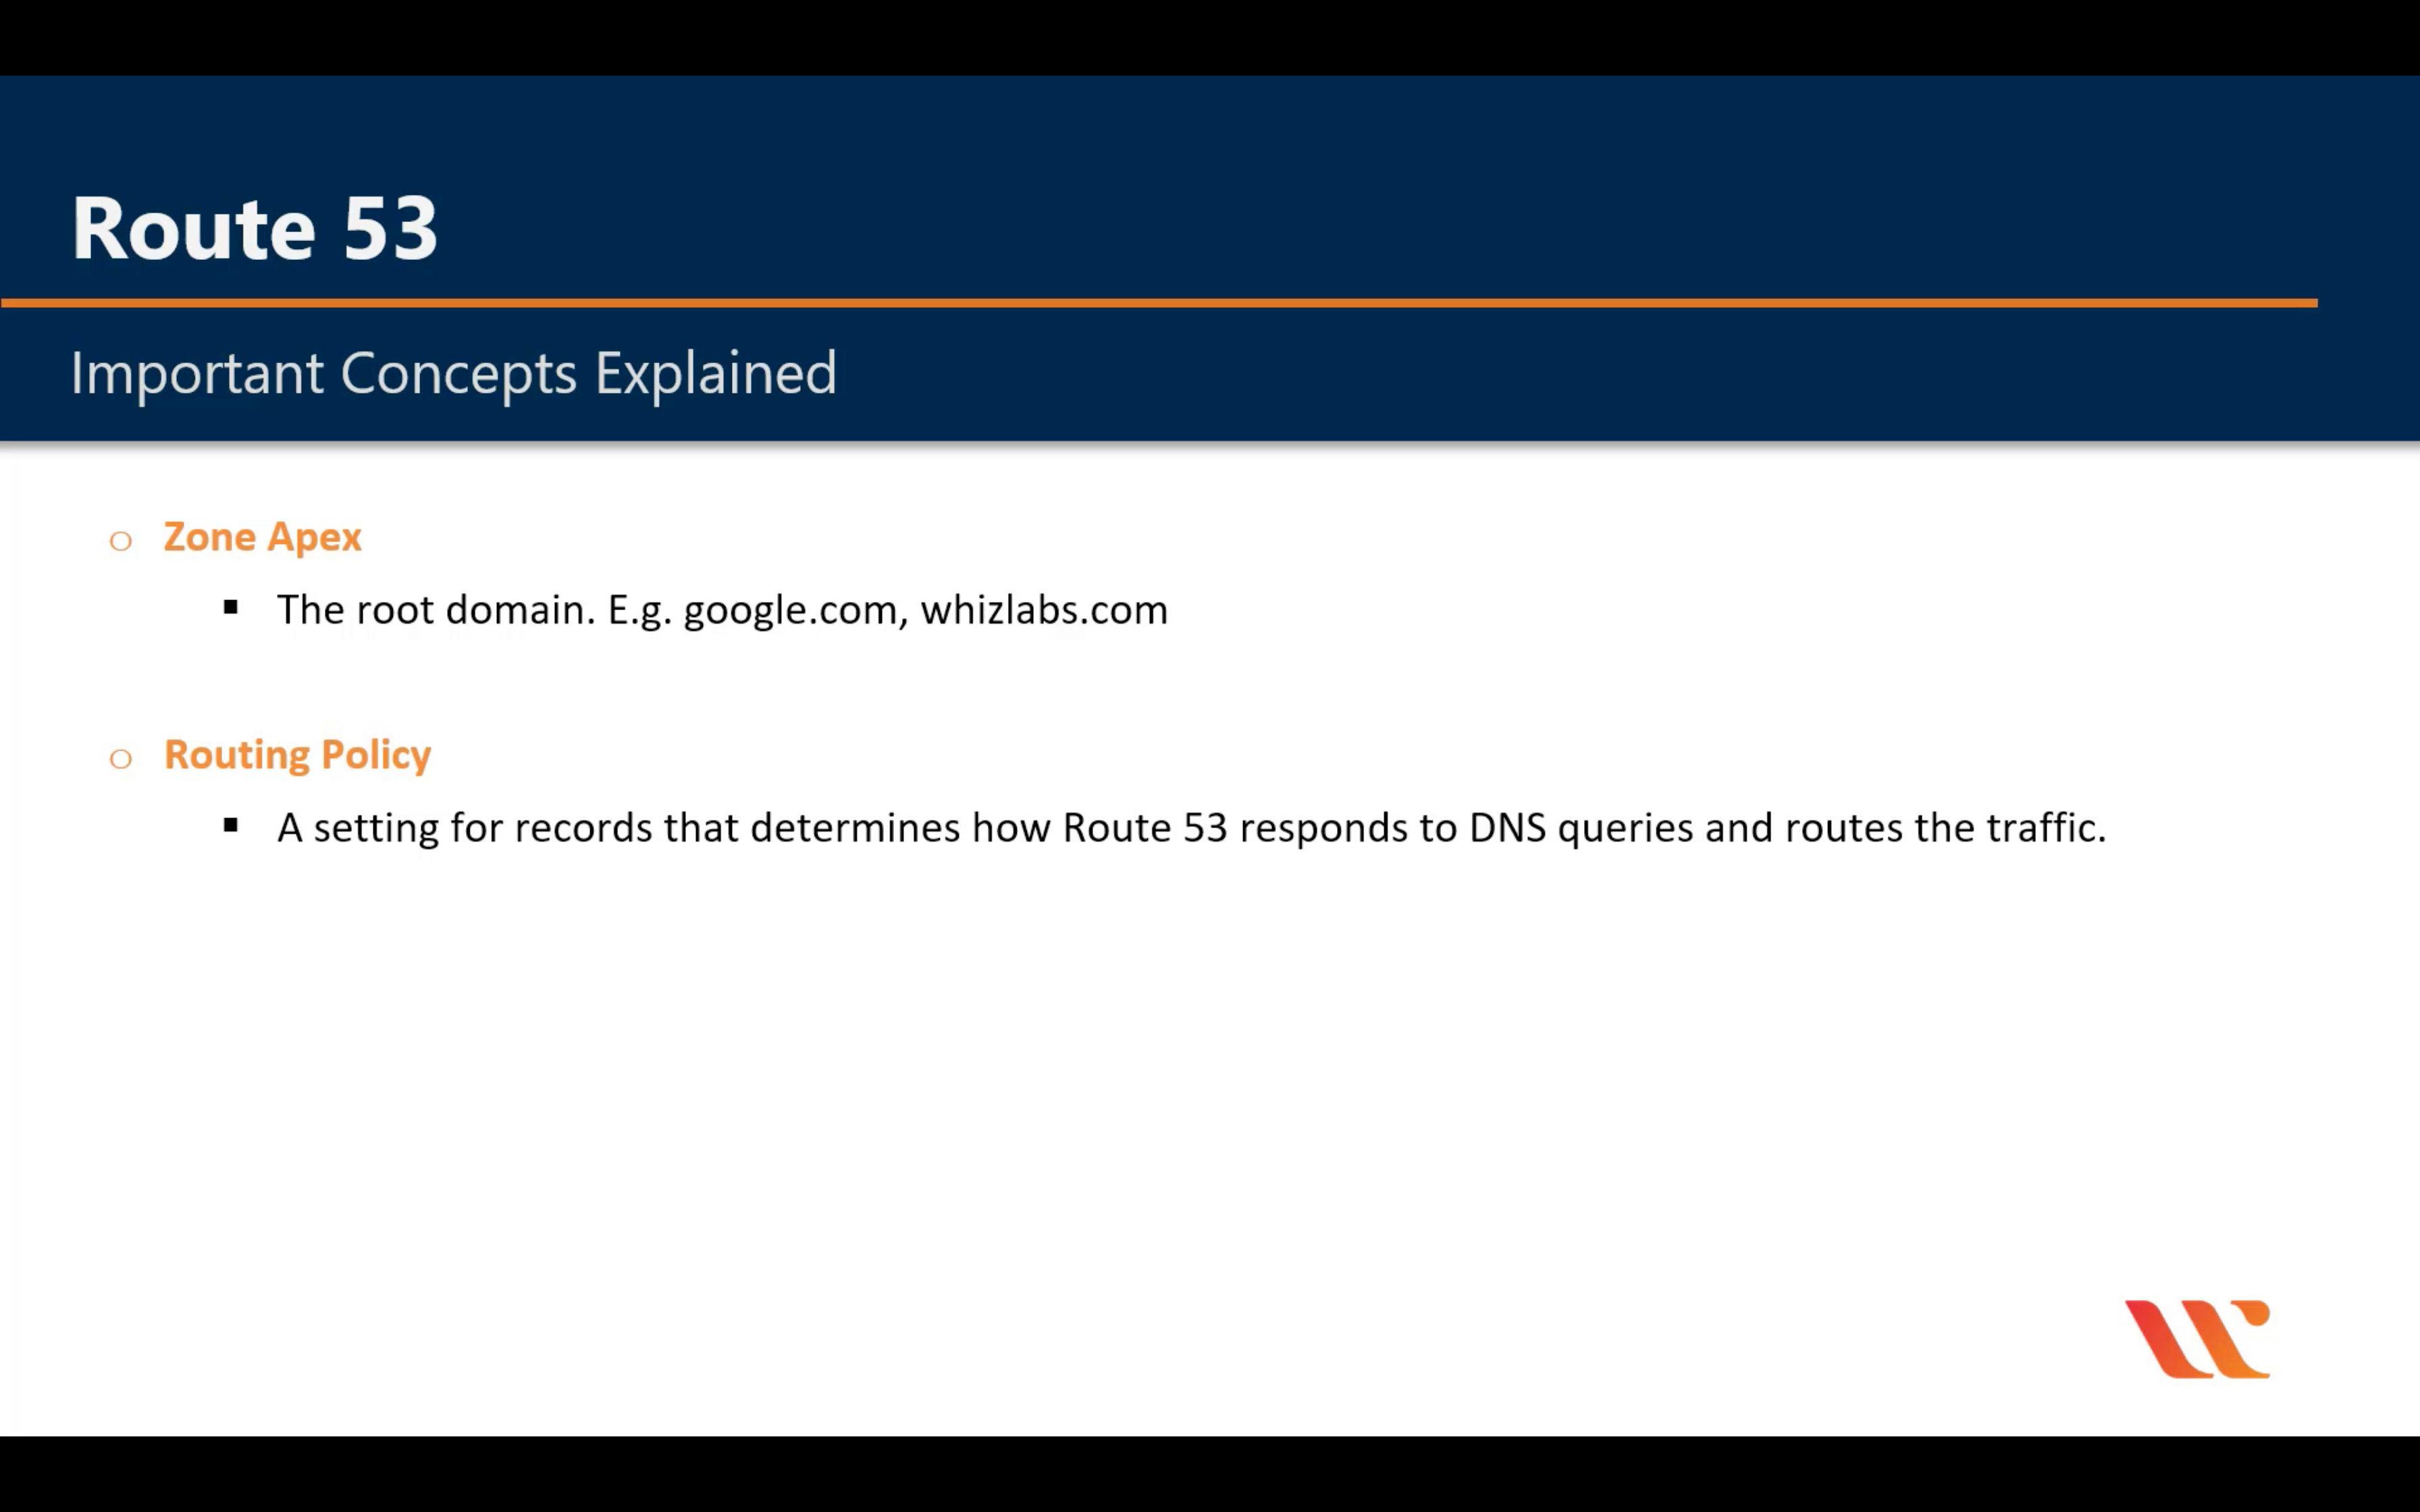 Route 53
Important Concepts Explained
Zone Apex
The root domain. E.g. google.com, whizlabs.com
Routing Policy
A setting for records that determines how Route 53 responds to DNS queries and routes the traffic.